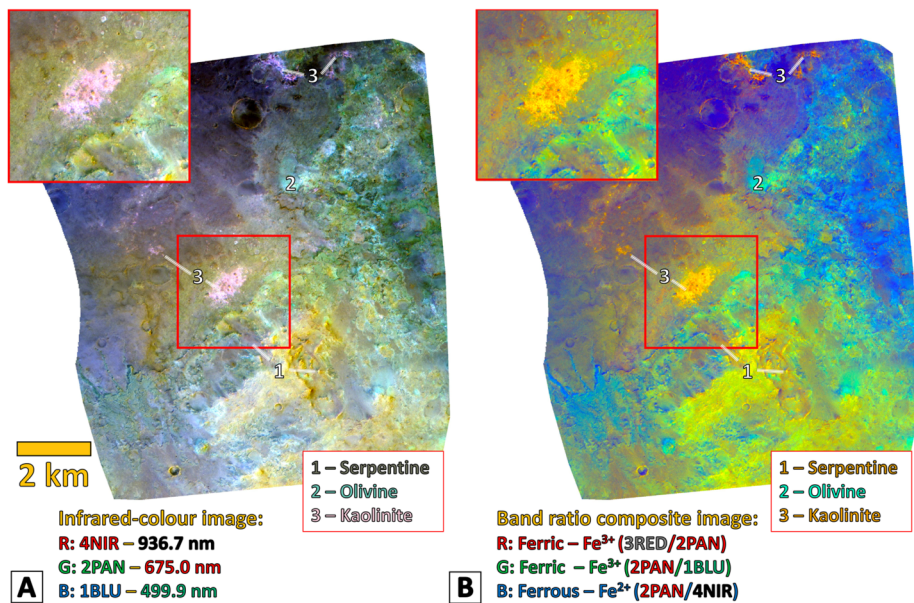 3
2
3
1
2 km
1 – Serpentine
2 – Olivine
3 – Kaolinite
Infrared-colour image:
R: 4NIR – 936.7 nm
G: 2PAN – 675.0 nm
B: 1BLU – 499.9 nm
A
3
2
3
1
1 – Serpentine
2 – Olivine
3 – Kaolinite
Band ratio composite image:
R: Ferric – Fe³⁺ (3RED/2PAN)
G: Ferric – Fe³⁺ (2PAN/1BLU)
B: Ferrous – Fe²⁺ (2PAN/4NIR)
B